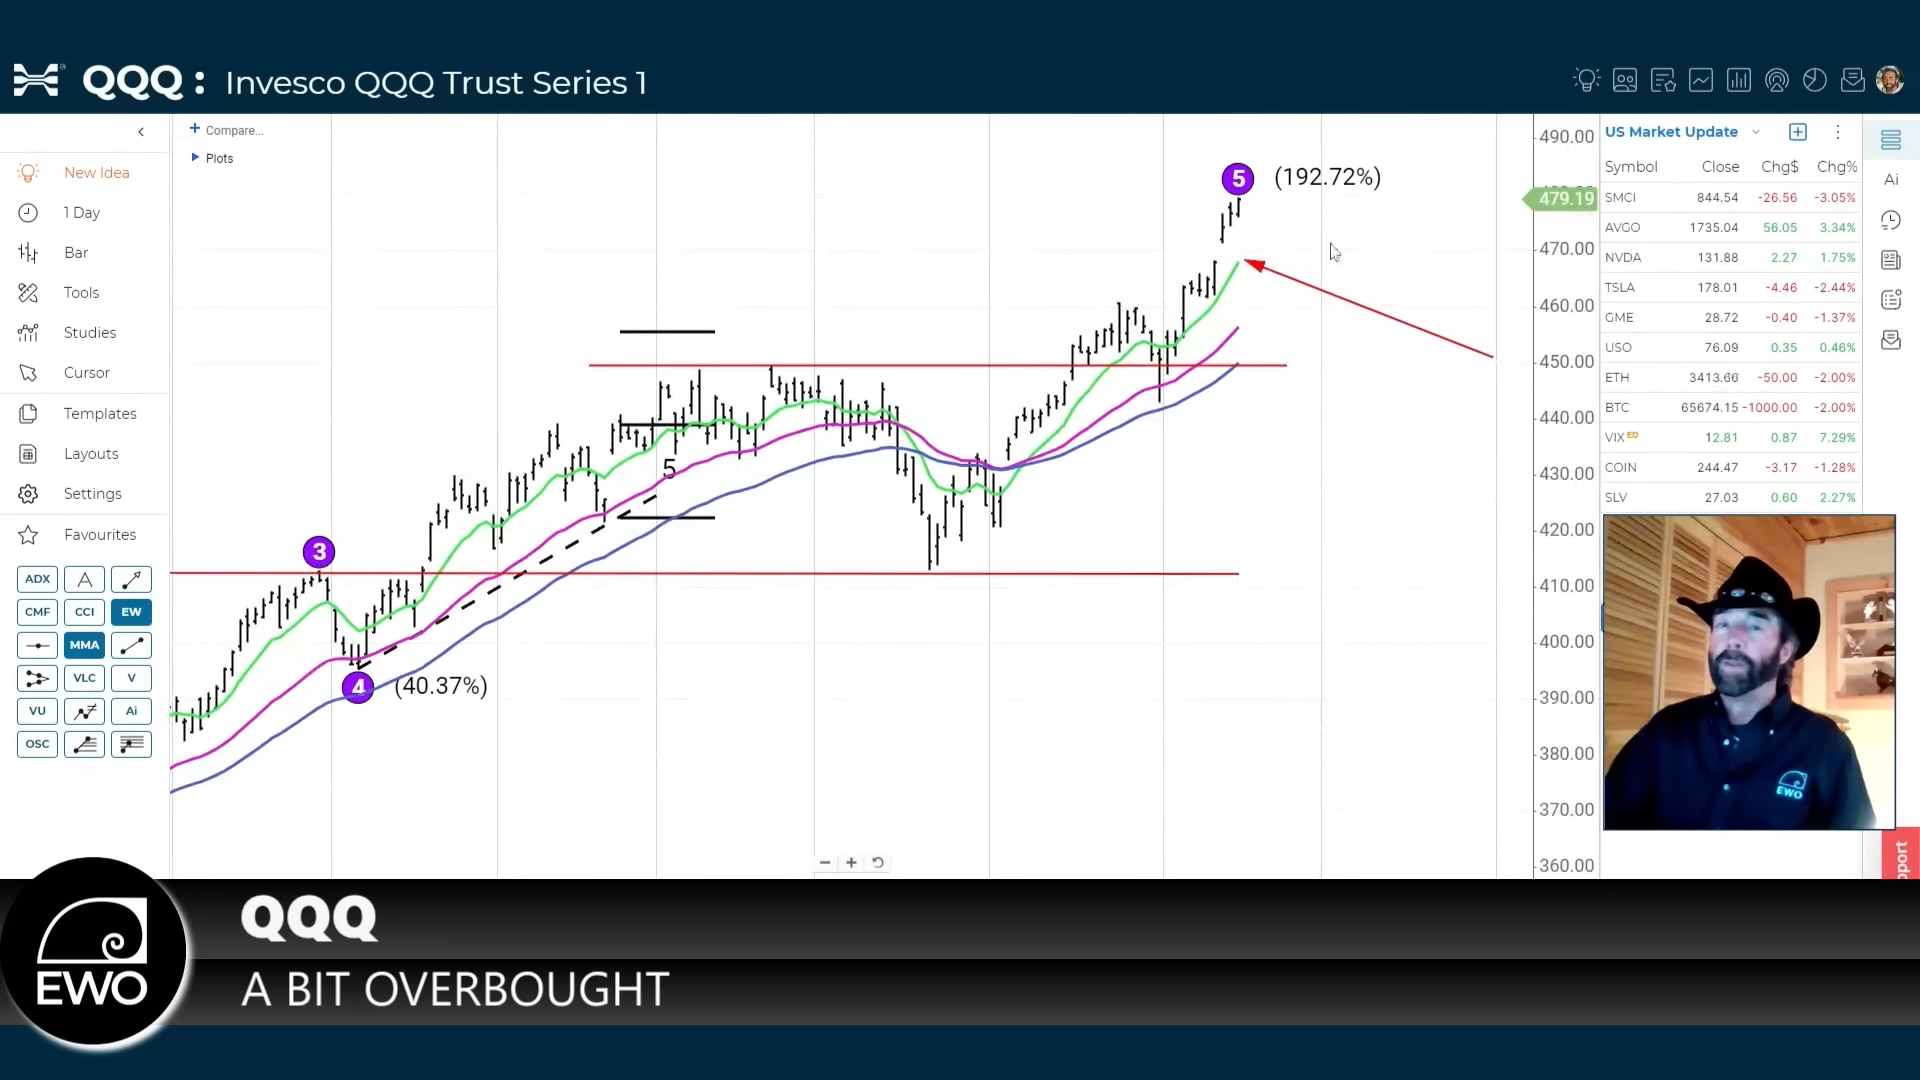 QQQ : Invesco QQQ Trust Series 1
New Idea
1 Day
Bar
Tools
Studies
Cursor
Templates
Layouts
Settings
Favourites
ADX
CMF CCI EW
MMA
VLC V
VU Ai
OSC
Compare...
Plots
3
4 (40.37%)
5
5 (192.72%)
490.00
479.19
470.00
460.00
450.00
440.00
430.00
420.00
410.00
400.00
390.00
380.00
370.00
360.00
US Market Update
Symbol Close Chg$ Chg%
SMCI 844.54 -26.56 -3.05%
AVGO 1735.04 56.05 3.34%
NVDA 131.88 2.27 1.75%
TSLA 178.01 -4.46 -2.44%
GME 28.72 -0.40 -1.37%
USO 76.09 0.35 0.46%
ETH 3413.66 -50.00 -2.00%
BTC 65674.15 -1000.00 -2.00%
VIX ED 12.81 0.87 7.29%
COIN 244.47 -3.17 -1.28%
SLV 27.03 0.60 2.27%
Ai
EWO
port
EWO
QQQ
A BIT OVERBOUGHT